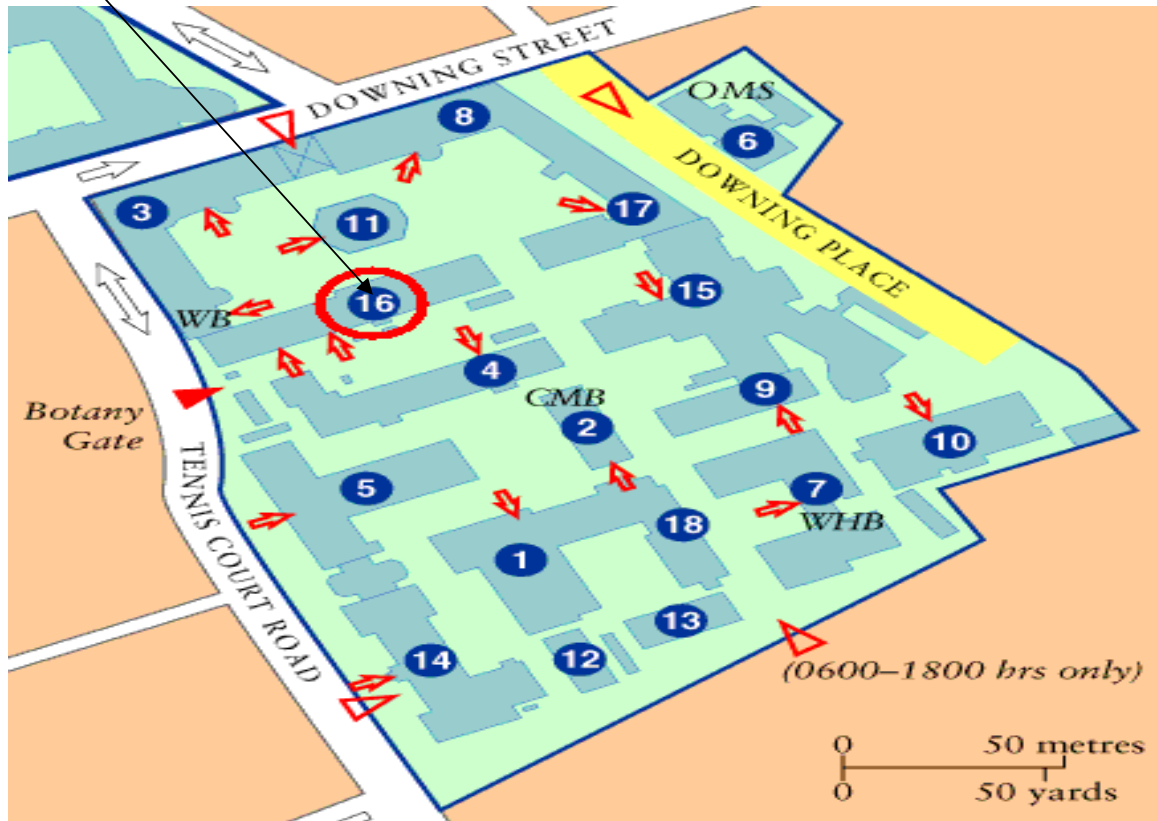 DOWNING STREET
OMS
8
6
DOWNING PLACE
3
17
11
15
16
WB
4
9
CMB
Botany
Gate
2
10
TENNIS COURT ROAD
5
7
WHB
18
1
13
14
12
(0600–1800 hrs only)
0 50 metres
0 50 yards